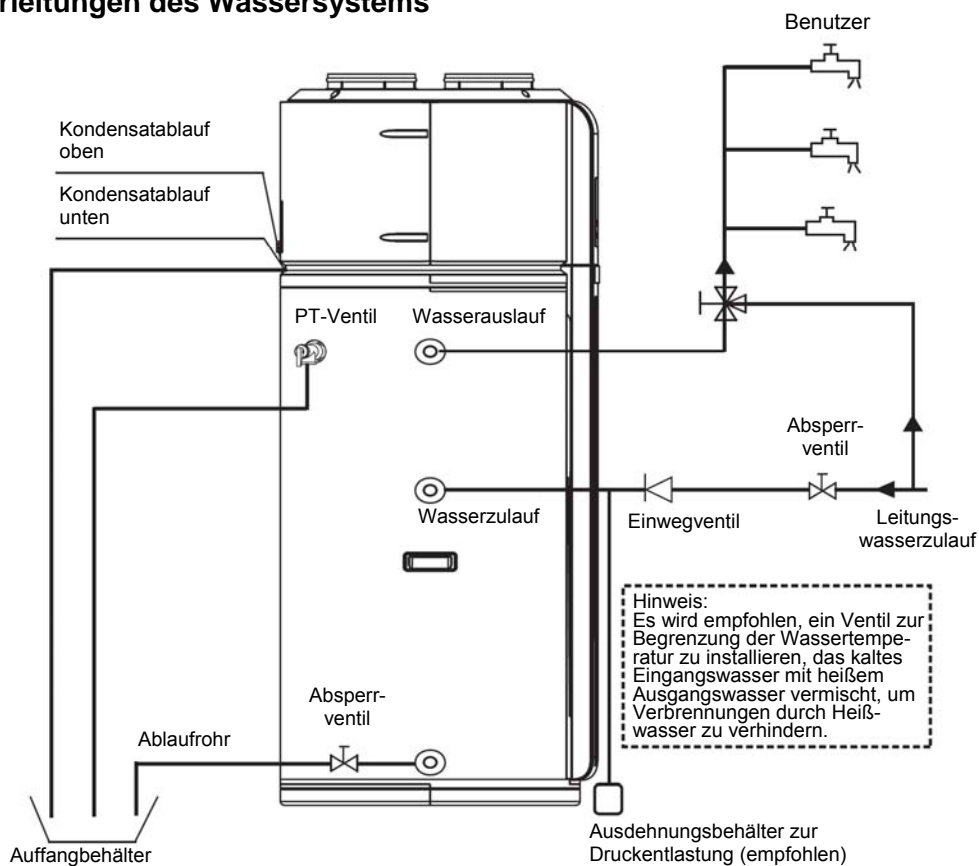 rleitungen des Wassersystems
Benutzer
Kondensatablauf
oben
Kondensatablauf
unten
PT-Ventil
Wasserauslauf
Absperr-
ventil
Wasserzulauf
Einwegventil
Leitungs-
wasserzulauf
Hinweis:
Es wird empfohlen, ein Ventil zur
Begrenzung der Wassertempe-
ratur zu installieren, das kaltes
Eingangswasser mit heißem
Ausgangswasser vermischt, um
Verbrennungen durch Heiß-
wasser zu verhindern.
Absperr-
ventil
Ablaufrohr
Auffangbehälter
Ausdehnungsbehälter zur
Druckentlastung (empfohlen)